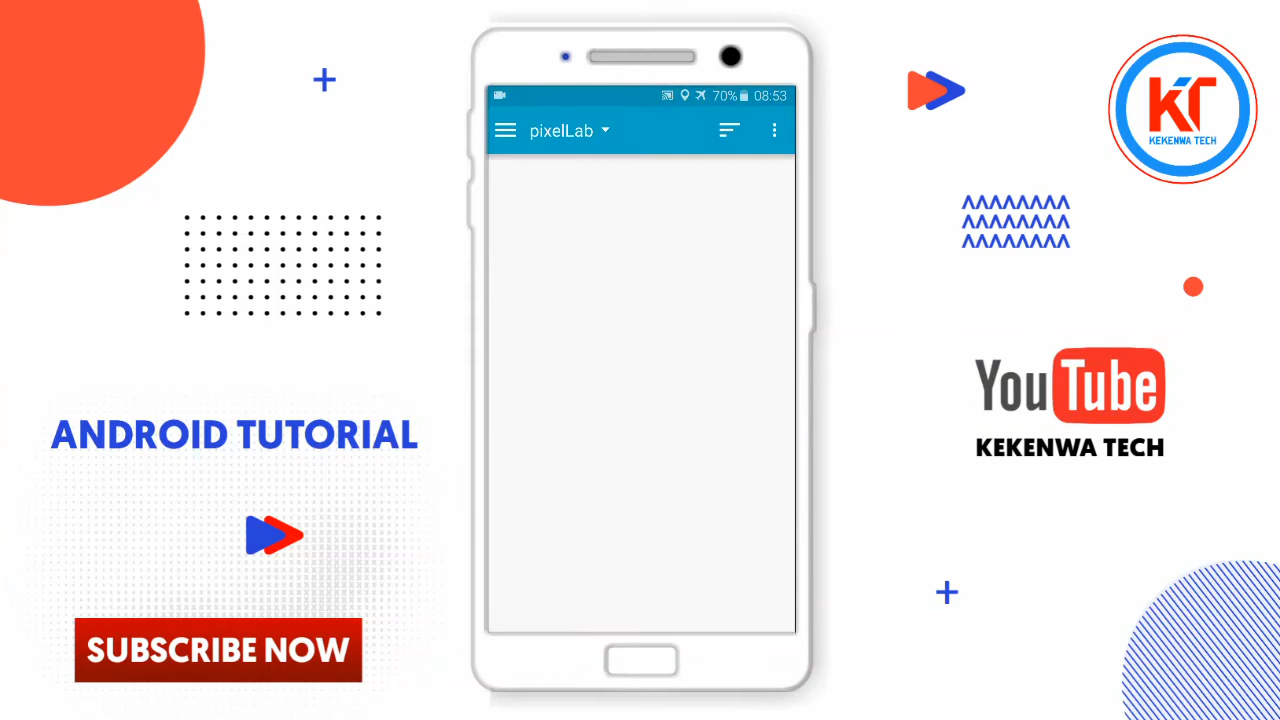 70% 08:53
pixelLab
KT
KEKENWA TECH
YouTube
KEKENWA TECH
ANDROID TUTORIAL
SUBSCRIBE NOW